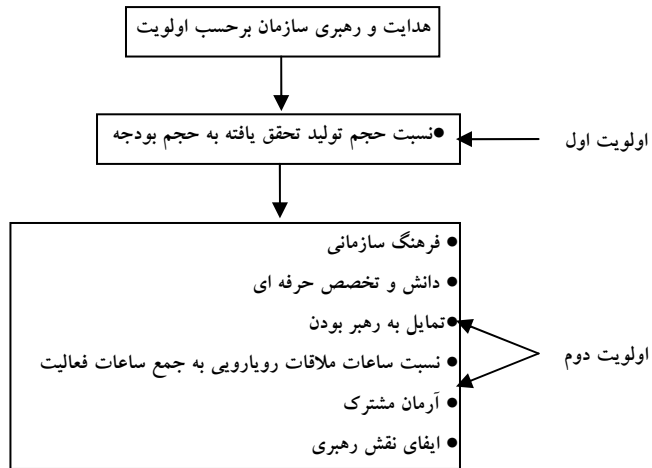 هدایت و رهبری سازمان برحسب اولویت
●نسبت حجم تولید تحقق یافته به حجم بودجه
اولویت اول
● فرهنگ سازمانی
● دانش و تخصص حرفه ای
●تمایل به رهبر بودن
● نسبت ساعات ملاقات رویارویی به جمع ساعات فعالیت
اولویت دوم
● آرمان مشترک
● ایفای نقش رهبری